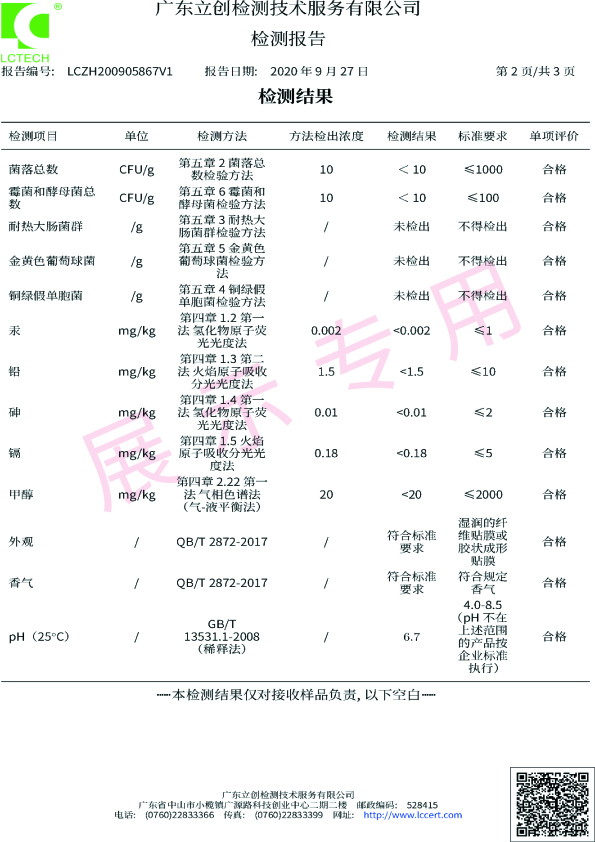 广东立创检测技术服务有限公司
LCTECH
®
检测报告
报告编号: LCZH200905867V1 报告日期: 2020 年 9 月 27 日 第 2 页/共 3 页
检测结果
检测项目 单位 检测方法 方法检出浓度 检测结果 标准要求 单项评价
菌落总数 CFU/g 第五章 2 菌落总
数检验方法 10 ＜10 ≤1000 合格
霉菌和酵母菌总
数 CFU/g 第五章 6 霉菌和
酵母菌检验方法 10 ＜10 ≤100 合格
耐热大肠菌群 /g 第五章 3 耐热大
肠菌群检验方法 / 未检出 不得检出 合格
金黄色葡萄球菌 /g 第五章 5 金黄色
葡萄球菌检验方
法 / 未检出 不得检出 合格
铜绿假单胞菌 /g 第五章 4 铜绿假
单胞菌检验方法 / 未检出 不得检出 合格
汞 mg/kg 第四章 1.2 第一
法 氢化物原子荧
光光度法 0.002 <0.002 ≤1 合格
铅 mg/kg 第四章 1.3 第二
法 火焰原子吸收
分光光度法 1.5 <1.5 ≤10 合格
砷 mg/kg 第四章 1.4 第一
法 氢化物原子荧
光光度法 0.01 <0.01 ≤2 合格
镉 mg/kg 第四章 1.5 火焰
原子吸收分光光
度法 0.18 <0.18 ≤5 合格
甲醇 mg/kg 第四章 2.22 第一
法 气相色谱法
（气-液平衡法） 20 <20 ≤2000 合格
外观 / QB/T 2872-2017 / 符合标准
要求 湿润的纤
维贴膜或
胶状成形
贴膜 合格
香气 / QB/T 2872-2017 / 符合标准
要求 符合规定
香气 合格
pH（25°C） / GB/T
13531.1-2008
（稀释法） / 6.7 4.0-8.5
（pH 不在
上述范围
的产品按
企业标准
执行） 合格
展示专用
┄┄本检测结果仅对接收样品负责, 以下空白┄┄
广东立创检测技术服务有限公司
广东省中山市小榄镇广源路科技创业中心二期二楼 邮政编码: 528415
电话: (0760)22833366 传真: (0760)22833399 网址: http://www.lccert.com